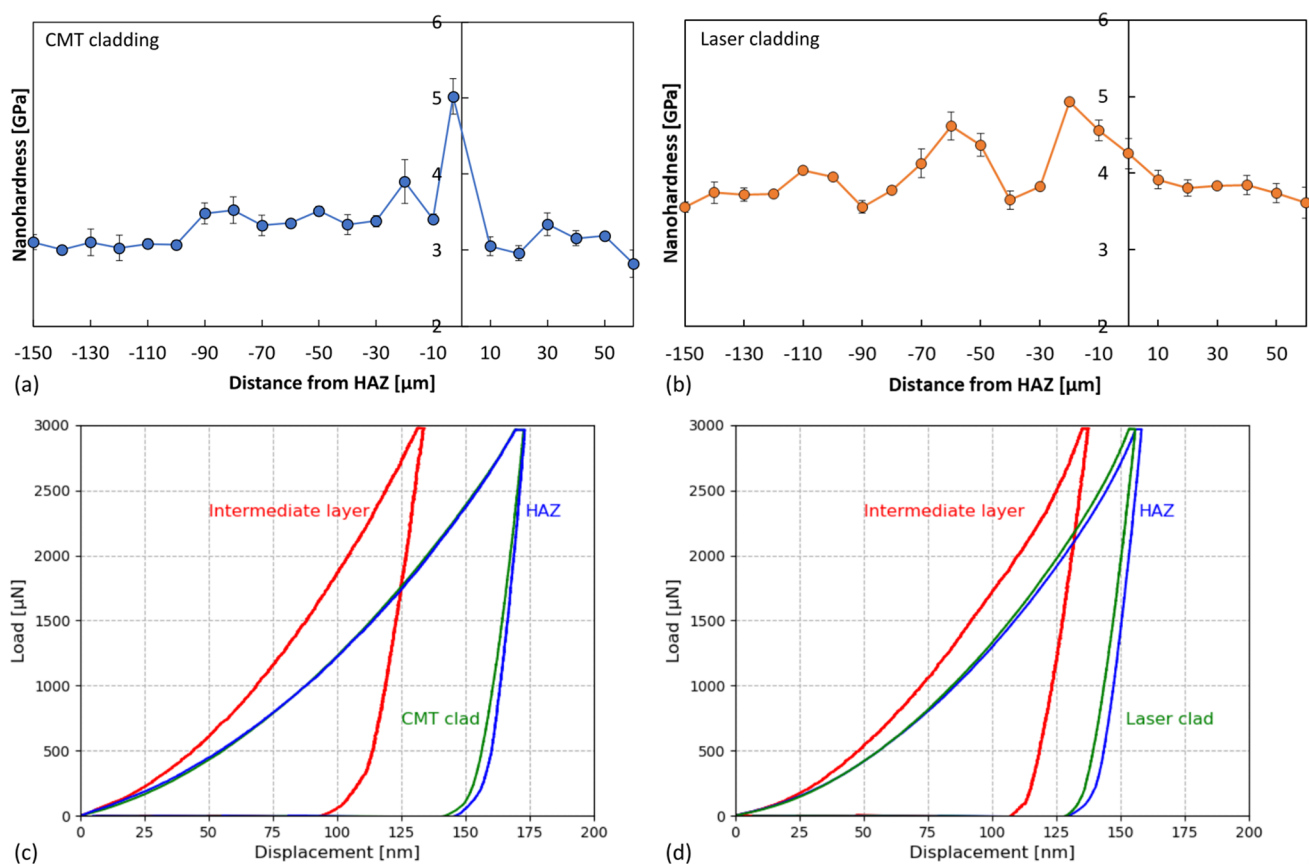 CMT cladding
6
5
4
3
2
Nanohardness [GPa]
-150 -130 -110 -90 -70 -50 -30 -10 10 30 50
(a)
Distance from HAZ [µm]
Laser cladding
6
5
4
3
2
Nanohardness [GPa]
-150 -130 -110 -90 -70 -50 -30 -10 10 30 50
(b)
Distance from HAZ [µm]
3000
2500
2000
1500
1000
500
0
Load [µN]
Intermediate layer
HAZ
CMT clad
0 25 50 75 100 125 150 175 200
(c)
Displacement [nm]
3000
2500
2000
1500
1000
500
0
Load [µN]
Intermediate layer
HAZ
Laser clad
0 25 50 75 100 125 150 175 200
(d)
Displacement [nm]